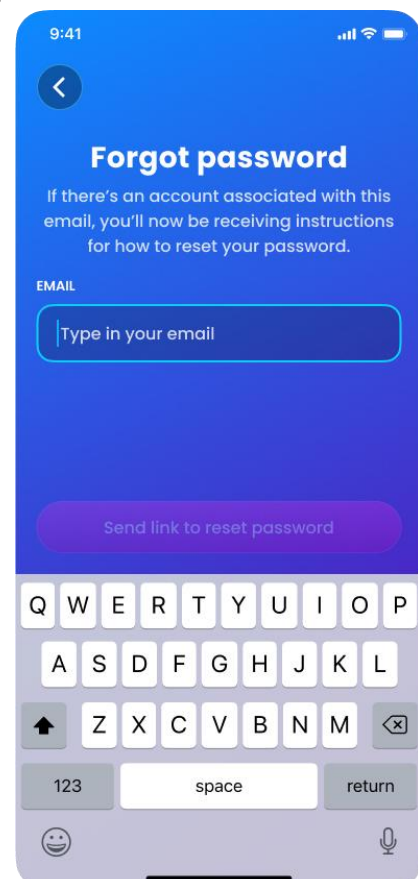 9:41
Forgot password
If there's an account associated with this
email, you'll now be receiving instructions
for how to reset your password.
EMAIL
Type in your email
Send link to reset password
Q W E R T Y U I O P
A S D F G H J K L
Z X C V B N M
123 space return